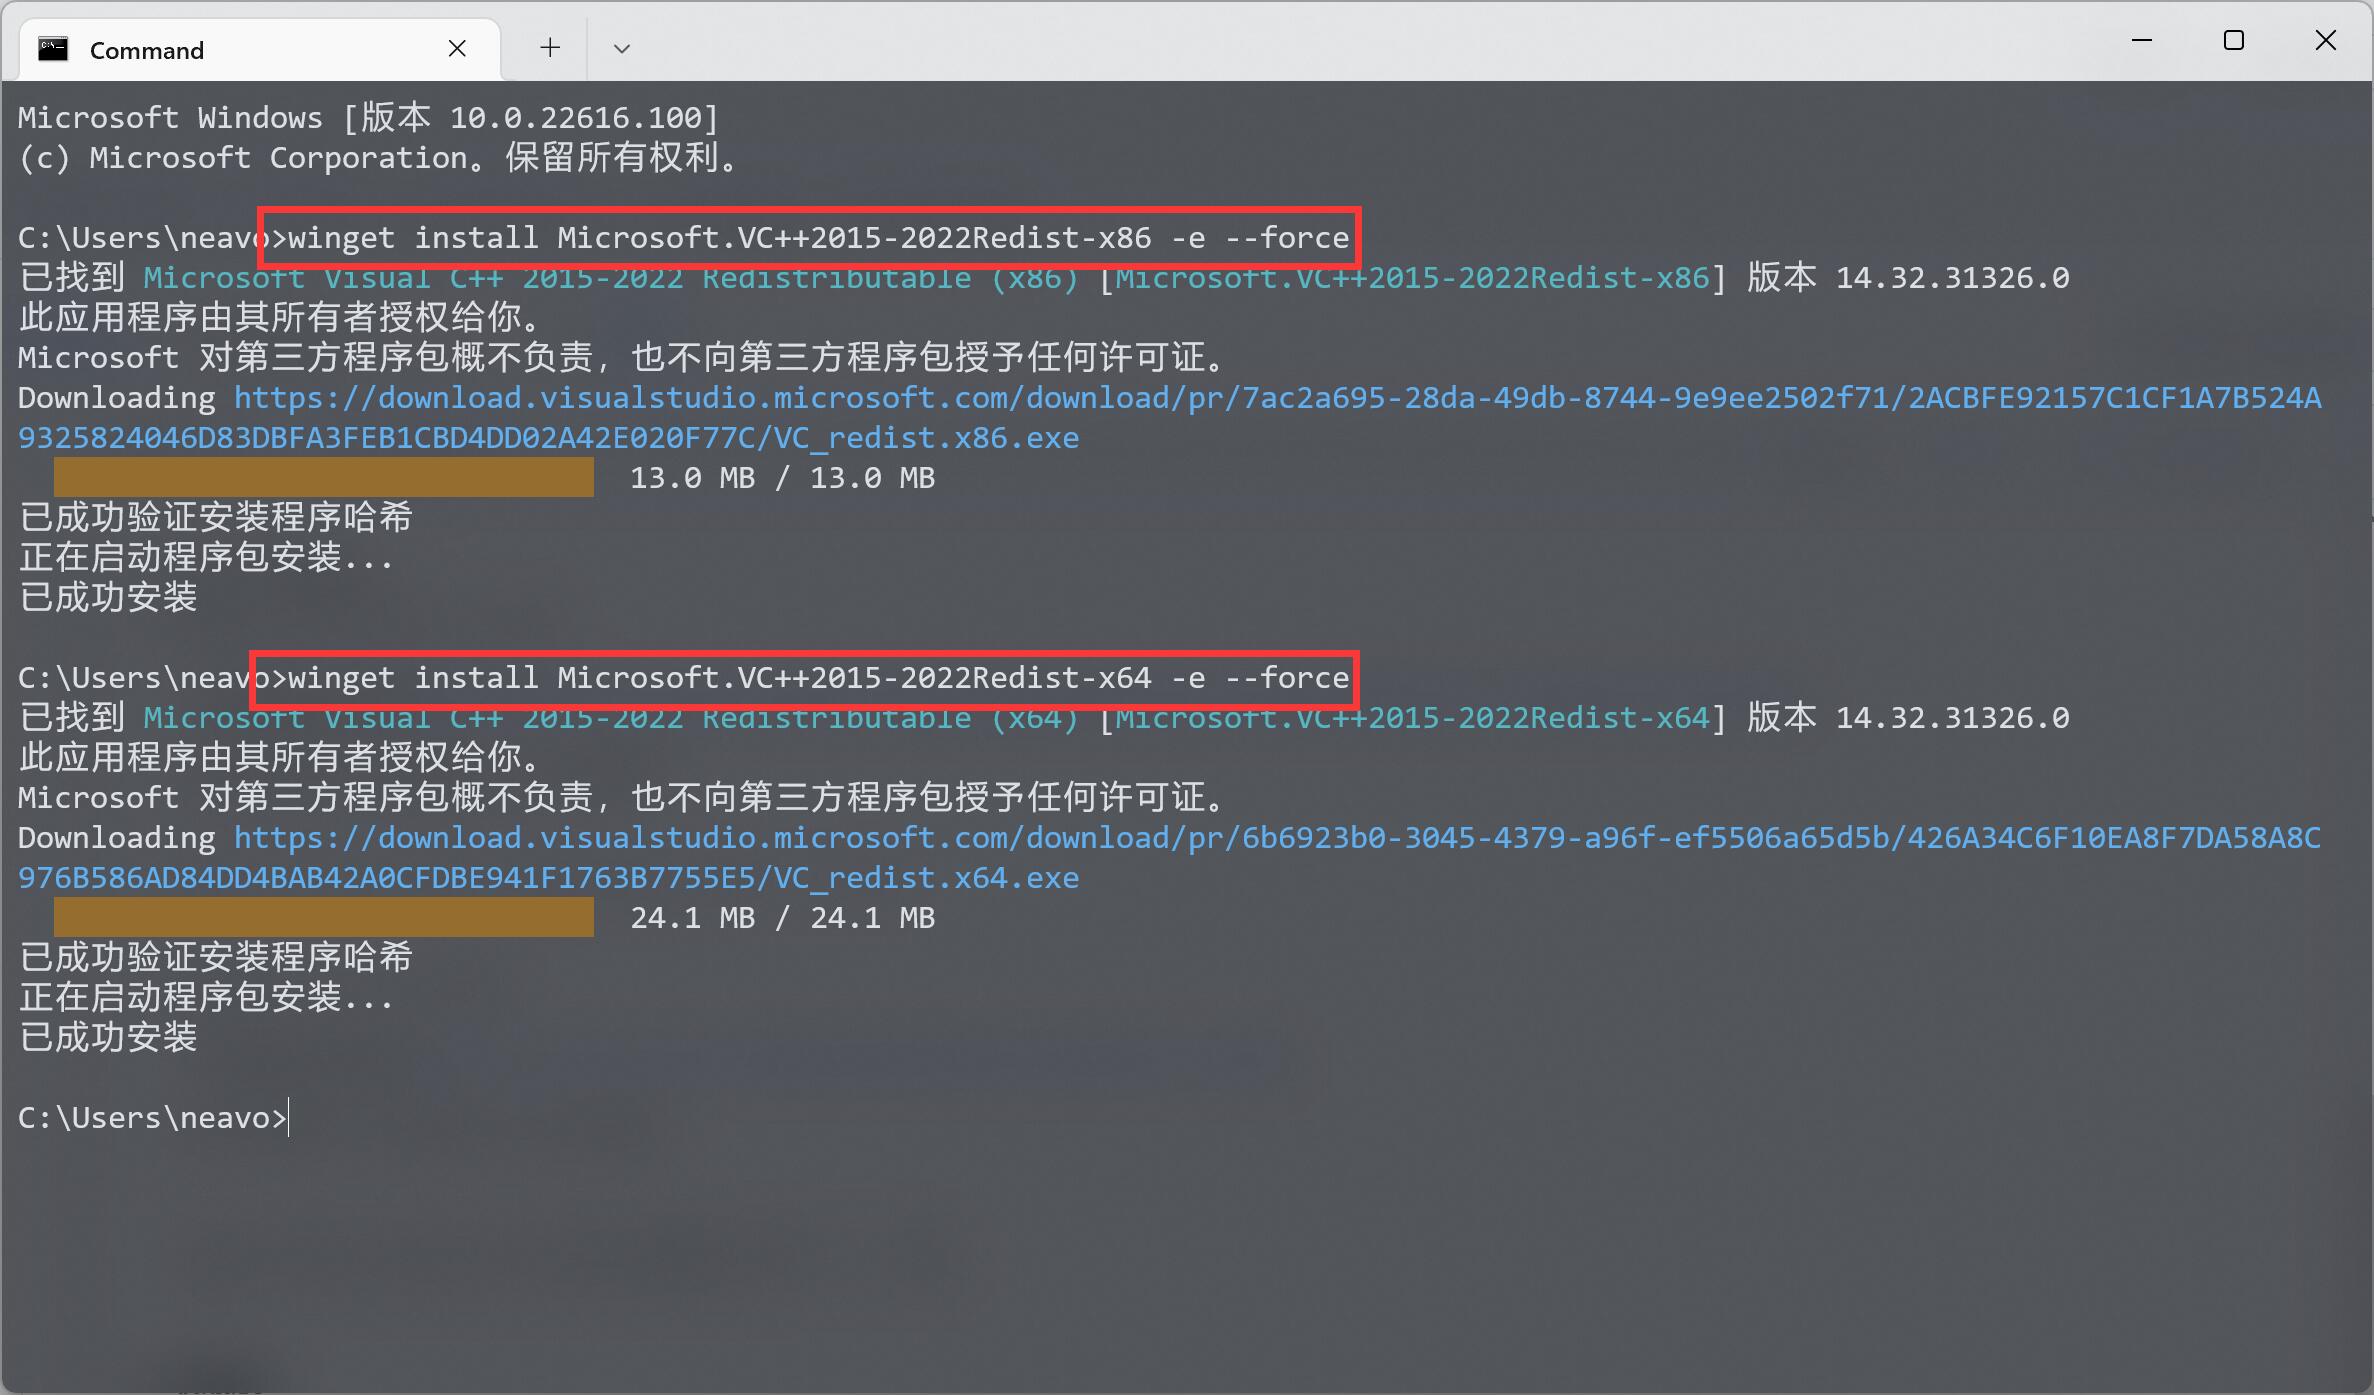 Command
Microsoft Windows [版本 10.0.22616.100]
(c) Microsoft Corporation。保留所有权利。
C:\Users\neavo>winget install Microsoft.VC++2015-2022Redist-x86 -e --force
已找到 Microsoft Visual C++ 2015-2022 Redistributable (x86) [Microsoft.VC++2015-2022Redist-x86] 版本 14.32.31326.0
此应用程序由其所有者授权给你。
Microsoft 对第三方程序包概不负责，也不向第三方程序包授予任何许可证。
Downloading https://download.visualstudio.microsoft.com/download/pr/7ac2a695-28da-49db-8744-9e9ee2502f71/2ACBFE92157C1CF1A7B524A
9325824046D83DBFA3FEB1CBD4DD02A42E020F77C/VC_redist.x86.exe
13.0 MB / 13.0 MB
已成功验证安装程序哈希
正在启动程序包安装...
已成功安装
C:\Users\neavo>winget install Microsoft.VC++2015-2022Redist-x64 -e --force
已找到 Microsoft Visual C++ 2015-2022 Redistributable (x64) [Microsoft.VC++2015-2022Redist-x64] 版本 14.32.31326.0
此应用程序由其所有者授权给你。
Microsoft 对第三方程序包概不负责，也不向第三方程序包授予任何许可证。
Downloading https://download.visualstudio.microsoft.com/download/pr/6b6923b0-3045-4379-a96f-ef5506a65d5b/426A34C6F10EA8F7DA58A8C
976B586AD84DD4BAB42A0CFDBE941F1763B7755E5/VC_redist.x64.exe
24.1 MB / 24.1 MB
已成功验证安装程序哈希
正在启动程序包安装...
已成功安装
C:\Users\neavo>